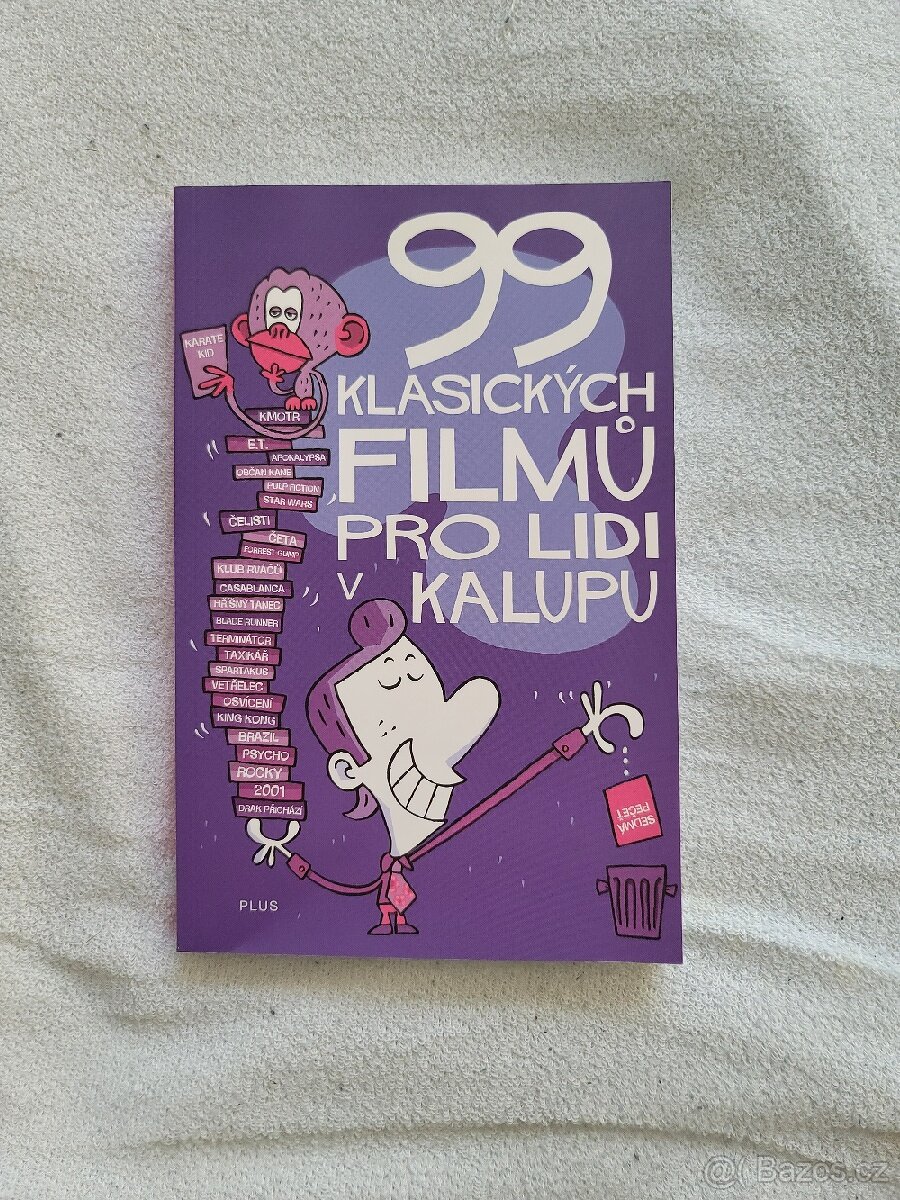 99
KLASICKÝCH
FILMŮ
PRO LIDI
V KALUPU
KARATE
KID
KMOTR
E.T.
APOKALYPSA
OBČAN KANE
PULP FICTION
STAR WARS
ČELISTI
ČETA
FORREST GUMP
KLUB RVÁČŮ
CASABLANCA
HŘÍŠNÝ TANEC
BLADE RUNNER
TERMINÁTOR
TAXIKÁŘ
SPARTAKUS
VETŘELEC
OSVÍCENÍ
KING KONG
BRAZIL
PSYCHO
ROCKY
2001
DRAK PŘICHÁZÍ
SEDMÁ
PEČEŤ
PLUS
@ Bazos.cz